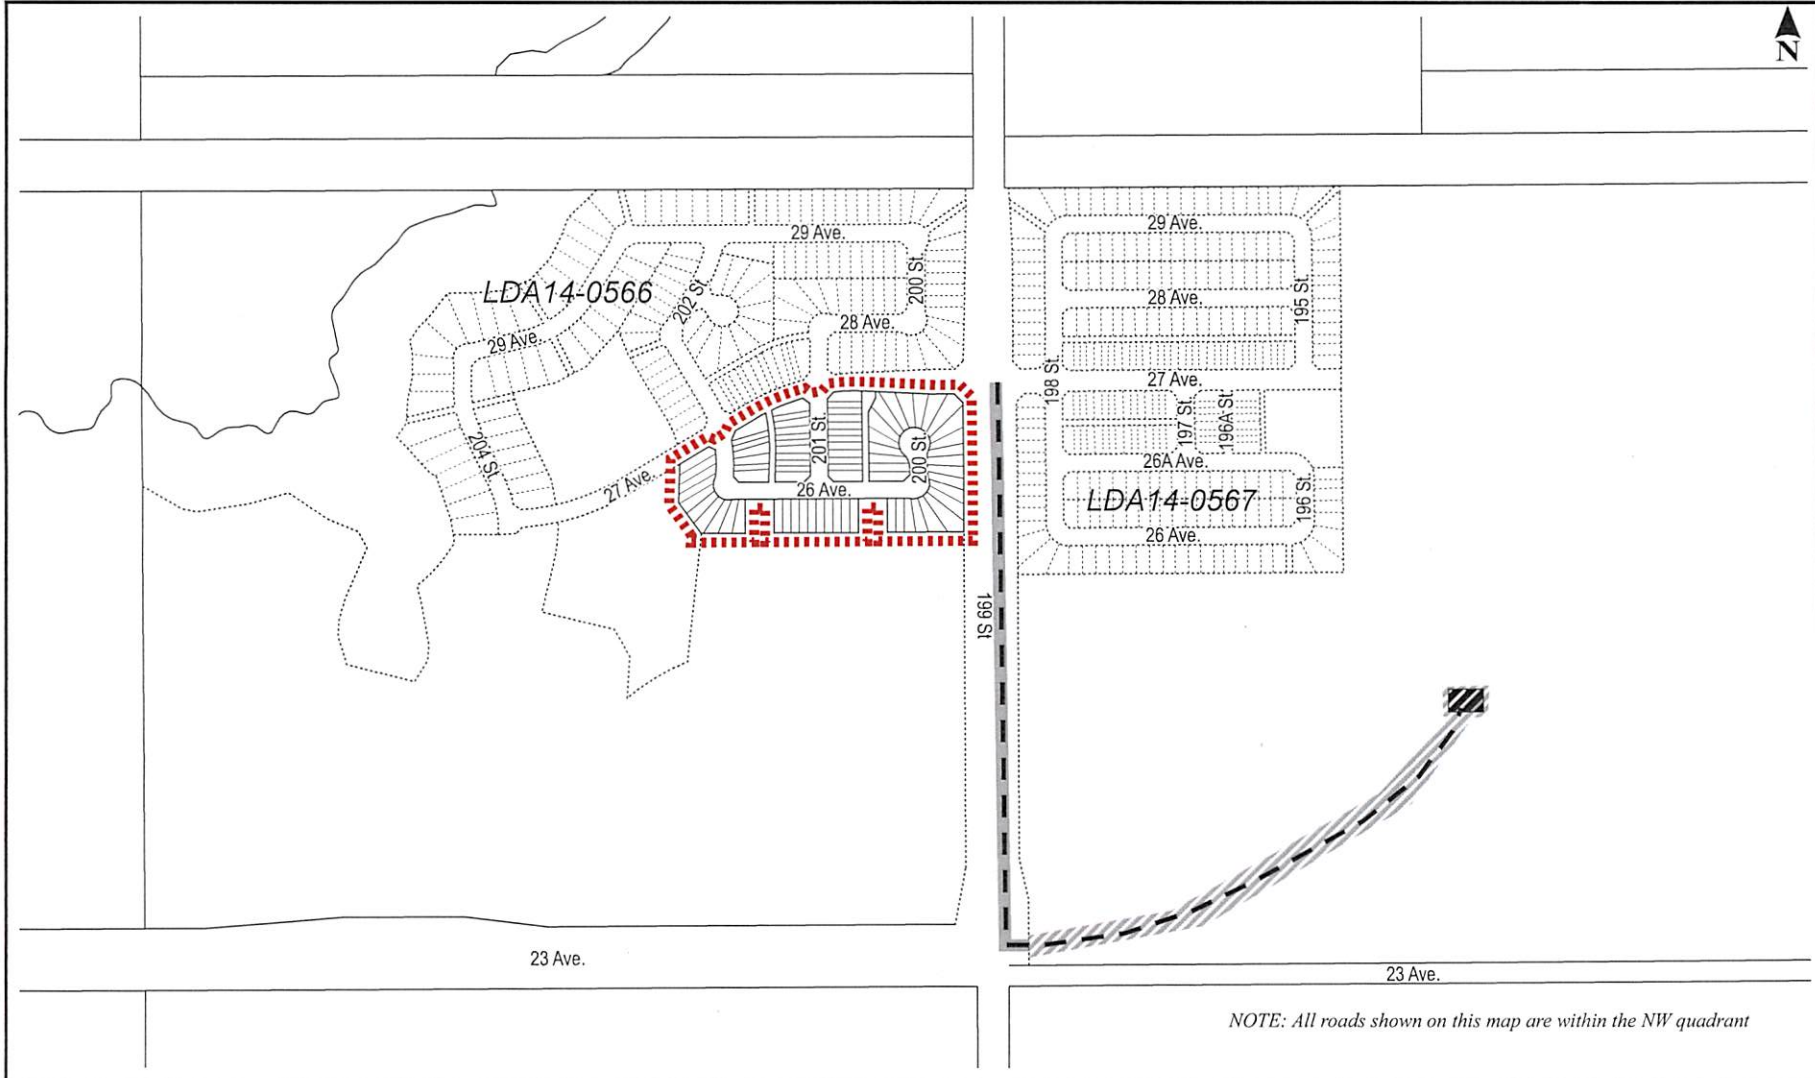 N
29 Ave.
29 Ave.
200 St.
195 St.
LDA14-0566
202 St.
28 Ave.
28 Ave.
29 Ave.
198 St.
27 Ave.
197 St.
196A St.
201 St.
200 St.
204 St.
26A Ave.
27 Ave.
26 Ave.
LDA14-0567
196 St.
26 Ave.
199 St
23 Ave.
23 Ave.
NOTE: All roads shown on this map are within the NW quadrant